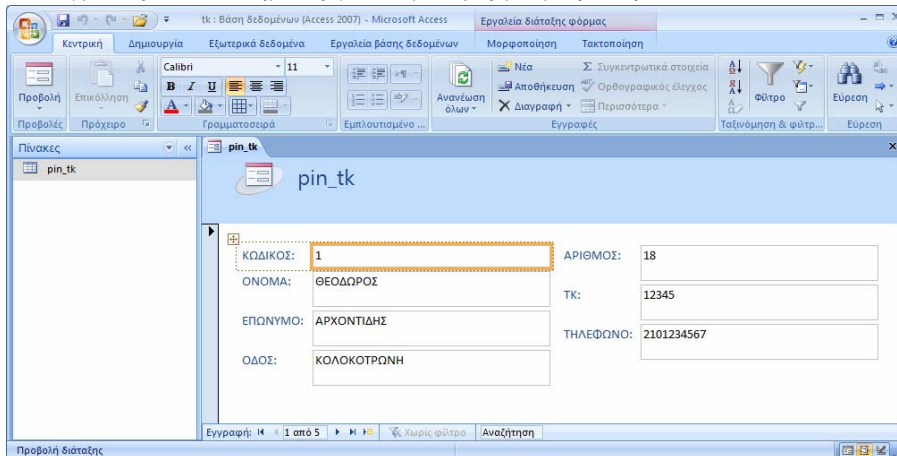 tk : Βάση δεδομένων (Access 2007) - Microsoft Access
Εργαλεία διάταξης φόρμας
Κεντρική Δημιουργία Εξωτερικά δεδομένα Εργαλεία βάσης δεδομένων Μορφοποίηση Τακτοποίηση
Calibri 11
Νέα Συγκεντρωτικά στοιχεία
Προβολή Επικόλληση B I U Ανανέωση όλων Αποθήκευση Ορθογραφικός έλεγχος Φίλτρο Εύρεση
Διαγραφή Περισσότερα
Προβολές Πρόχειρο Γραμματοσειρά Εμπλουτισμένο ... Εγγραφές Ταξινόμηση & φιλτρ... Εύρεση
Πίνακες
pin_tk
pin_tk
pin_tk
ΚΩΔΙΚΟΣ: 1 ΑΡΙΘΜΟΣ: 18
ΟΝΟΜΑ: ΘΕΟΔΩΡΟΣ ΤΚ: 12345
ΕΠΩΝΥΜΟ: ΑΡΧΟΝΤΙΔΗΣ ΤΗΛΕΦΩΝΟ: 2101234567
ΟΔΟΣ: ΚΟΛΟΚΟΤΡΩΝΗ
Εγγραφή: 1 από 5 Χωρίς φίλτρο Αναζήτηση
Προβολή διάταξης